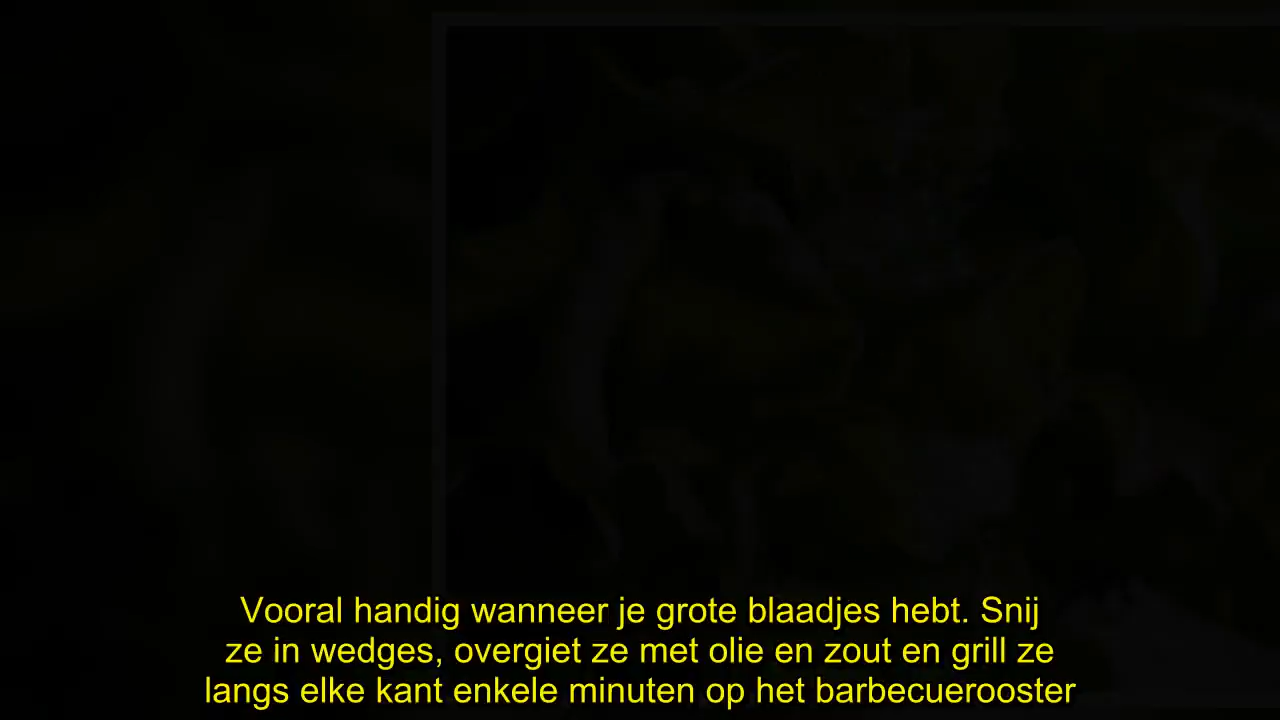 Vooral handig wanneer je grote blaadjes hebt. Snij
ze in wedges, overgiet ze met olie en zout en grill ze
langs elke kant enkele minuten op het barbecuerooster